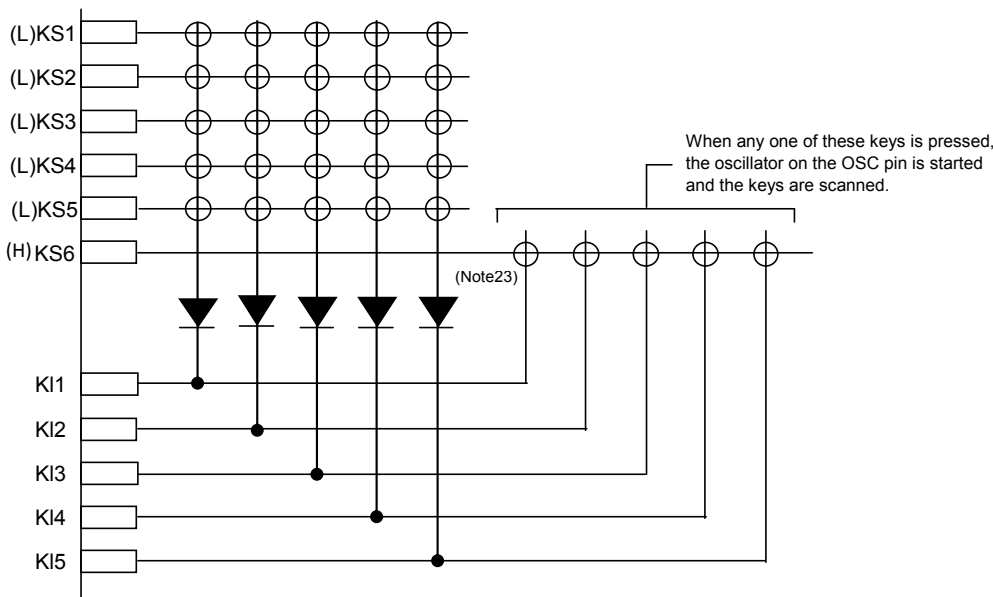 (L)KS1
(L)KS2
(L)KS3
(L)KS4
(L)KS5
(H) KS6
When any one of these keys is pressed,
the oscillator on the OSC pin is started
and the keys are scanned.
(Note23)
KI1
KI2
KI3
KI4
KI5